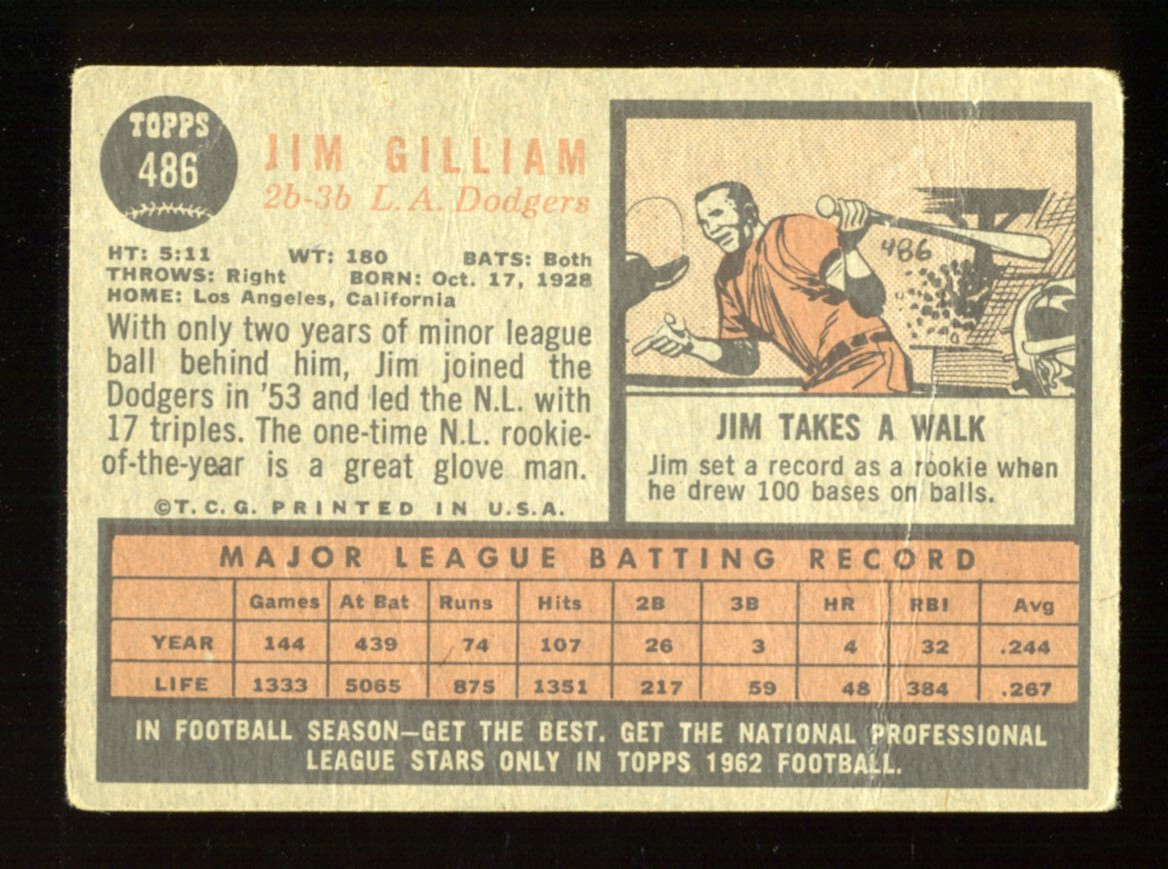 TOPPS
486
JIM GILLIAM
2b-3b L. A. Dodgers
HT: 5:11 WT: 180 BATS: Both
THROWS: Right BORN: Oct. 17, 1928
HOME: Los Angeles, California
With only two years of minor league
ball behind him, Jim joined the
Dodgers in '53 and led the N.L. with
17 triples. The one-time N.L. rookie-
of-the-year is a great glove man.
©T. C. G. PRINTED IN U.S.A.
486
JIM TAKES A WALK
Jim set a record as a rookie when
he drew 100 bases on balls.
MAJOR LEAGUE BATTING RECORD
Games At Bat Runs Hits 2B 3B HR RBI Avg
YEAR 144 439 74 107 26 3 4 32 .244
LIFE 1333 5065 875 1351 217 59 48 384 .267
IN FOOTBALL SEASON—GET THE BEST. GET THE NATIONAL PROFESSIONAL
LEAGUE STARS ONLY IN TOPPS 1962 FOOTBALL.